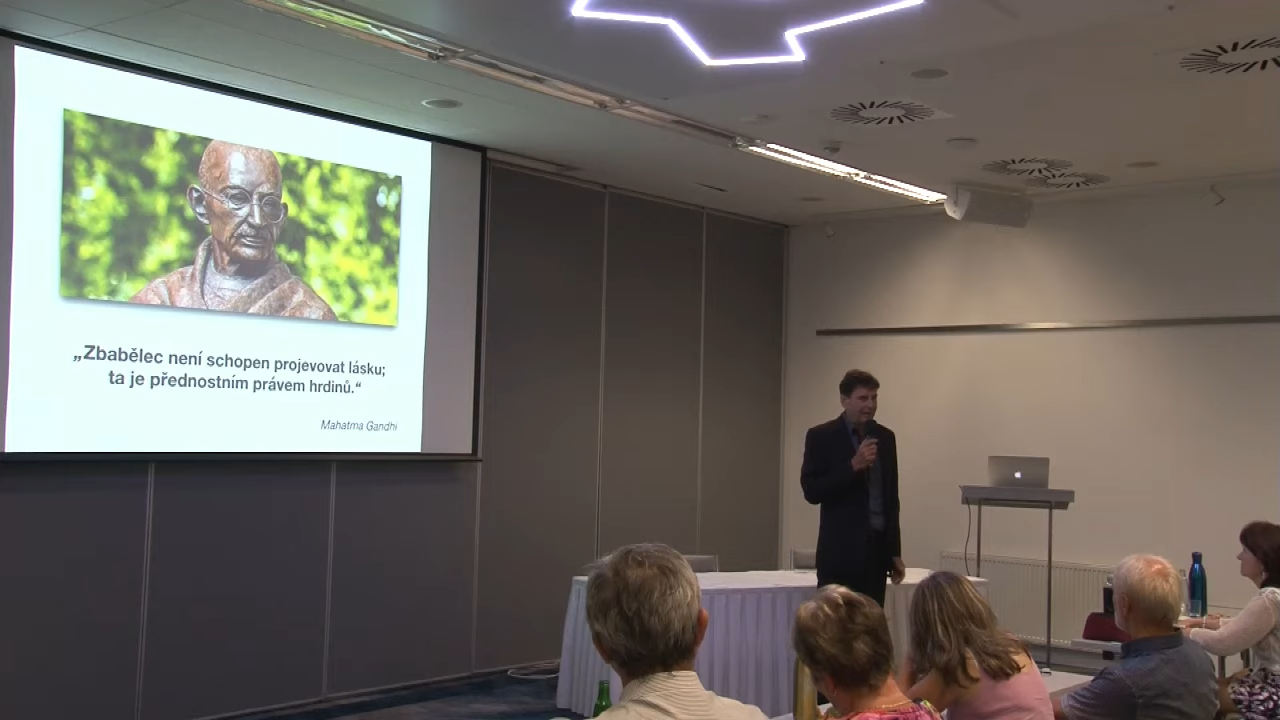 „Zbabělec není schopen projevovat lásku;
ta je přednostním právem hrdinů.“
Mahatma Gandhi